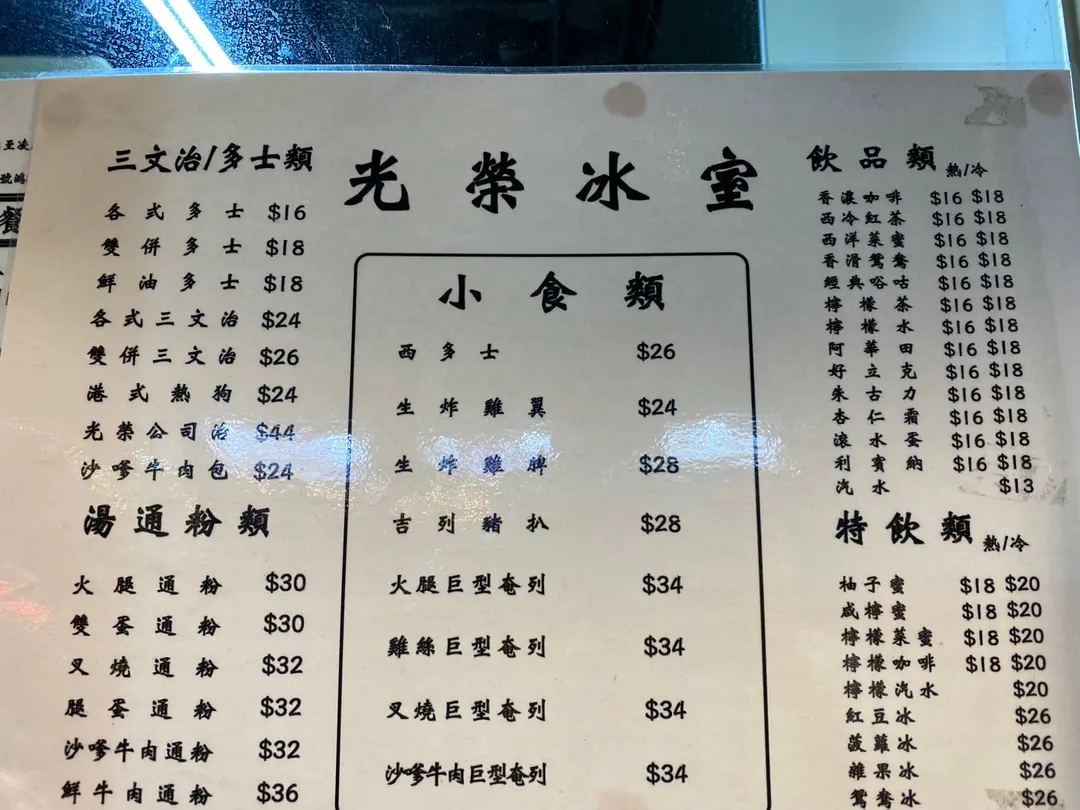 光榮冰室
三文治/多士類
各式多士 $16
雙併多士 $18
鮮油多士 $18
各式三文治 $24
雙併三文治 $26
港式熱狗 $24
光榮公司治 $44
沙嗲牛肉包 $24
湯通粉類
火腿通粉 $30
雙蛋通粉 $30
叉燒通粉 $32
腿蛋通粉 $32
沙嗲牛肉通粉 $32
鮮牛肉通粉 $36
小食類
西多士 $26
生炸雞翼 $24
生炸雞髀 $28
吉列豬扒 $28
火腿巨型奄列 $34
雞絲巨型奄列 $34
叉燒巨型奄列 $34
沙嗲牛肉巨型奄列 $34
飲品類 熱/冷
香濃咖啡 $16 $18
西冷紅茶 $16 $18
西洋菜蜜 $16 $18
香滑鴛鴦 $16 $18
經典唂咕 $16 $18
檸檬茶 $16 $18
檸檬水 $16 $18
阿華田 $16 $18
好立克 $16 $18
朱古力 $16 $18
杏仁霜 $16 $18
滾水蛋 $16 $18
利賓納 $16 $18
汽水 $13
特飲類 熱/冷
柚子蜜 $18 $20
咸檸蜜 $18 $20
檸檬菜蜜 $18 $20
檸檬咖啡 $18 $20
檸檬汽水 $20
紅豆冰 $26
菠蘿冰 $26
雜果冰 $26
鴛鴦冰 $26
餐